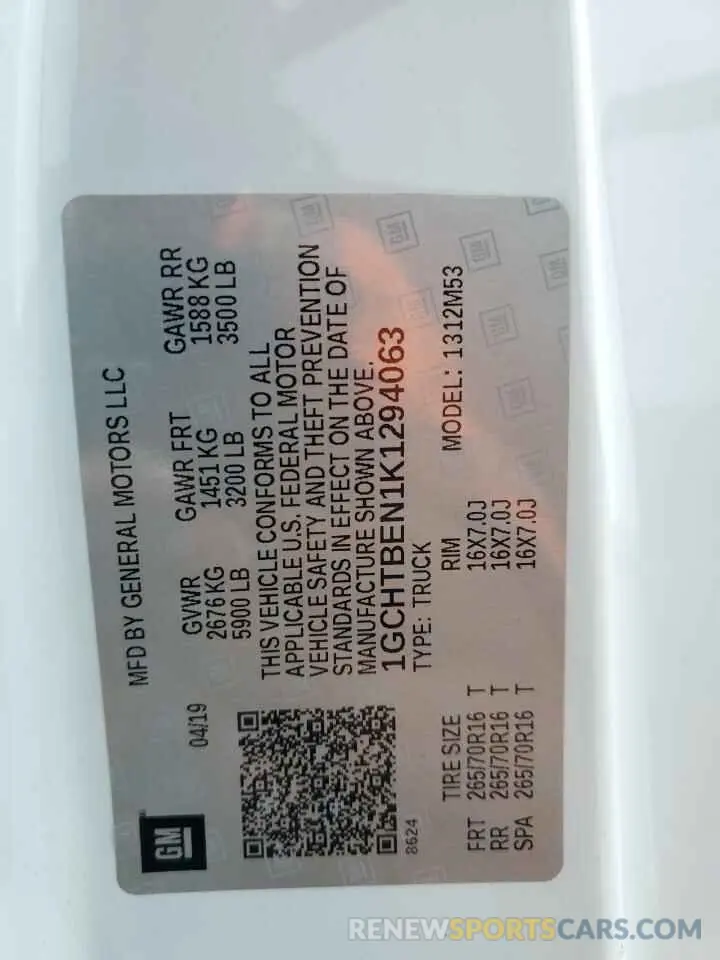 MFD BY GENERAL MOTORS LLC
GM
04/19
GVWR GAWR FRT GAWR RR
2676 KG 1451 KG 1588 KG
5900 LB 3200 LB 3500 LB
THIS VEHICLE CONFORMS TO ALL
APPLICABLE U.S. FEDERAL MOTOR
VEHICLE SAFETY AND THEFT PREVENTION
STANDARDS IN EFFECT ON THE DATE OF
MANUFACTURE SHOWN ABOVE.
1GCHTBEN1K1294063
8624
TYPE: TRUCK MODEL: 1312M53
TIRE SIZE RIM
FRT 265/70R16 T 16X7.0J
RR 265/70R16 T 16X7.0J
SPA 265/70R16 T 16X7.0J
RENEWSPORTSCARS.COM